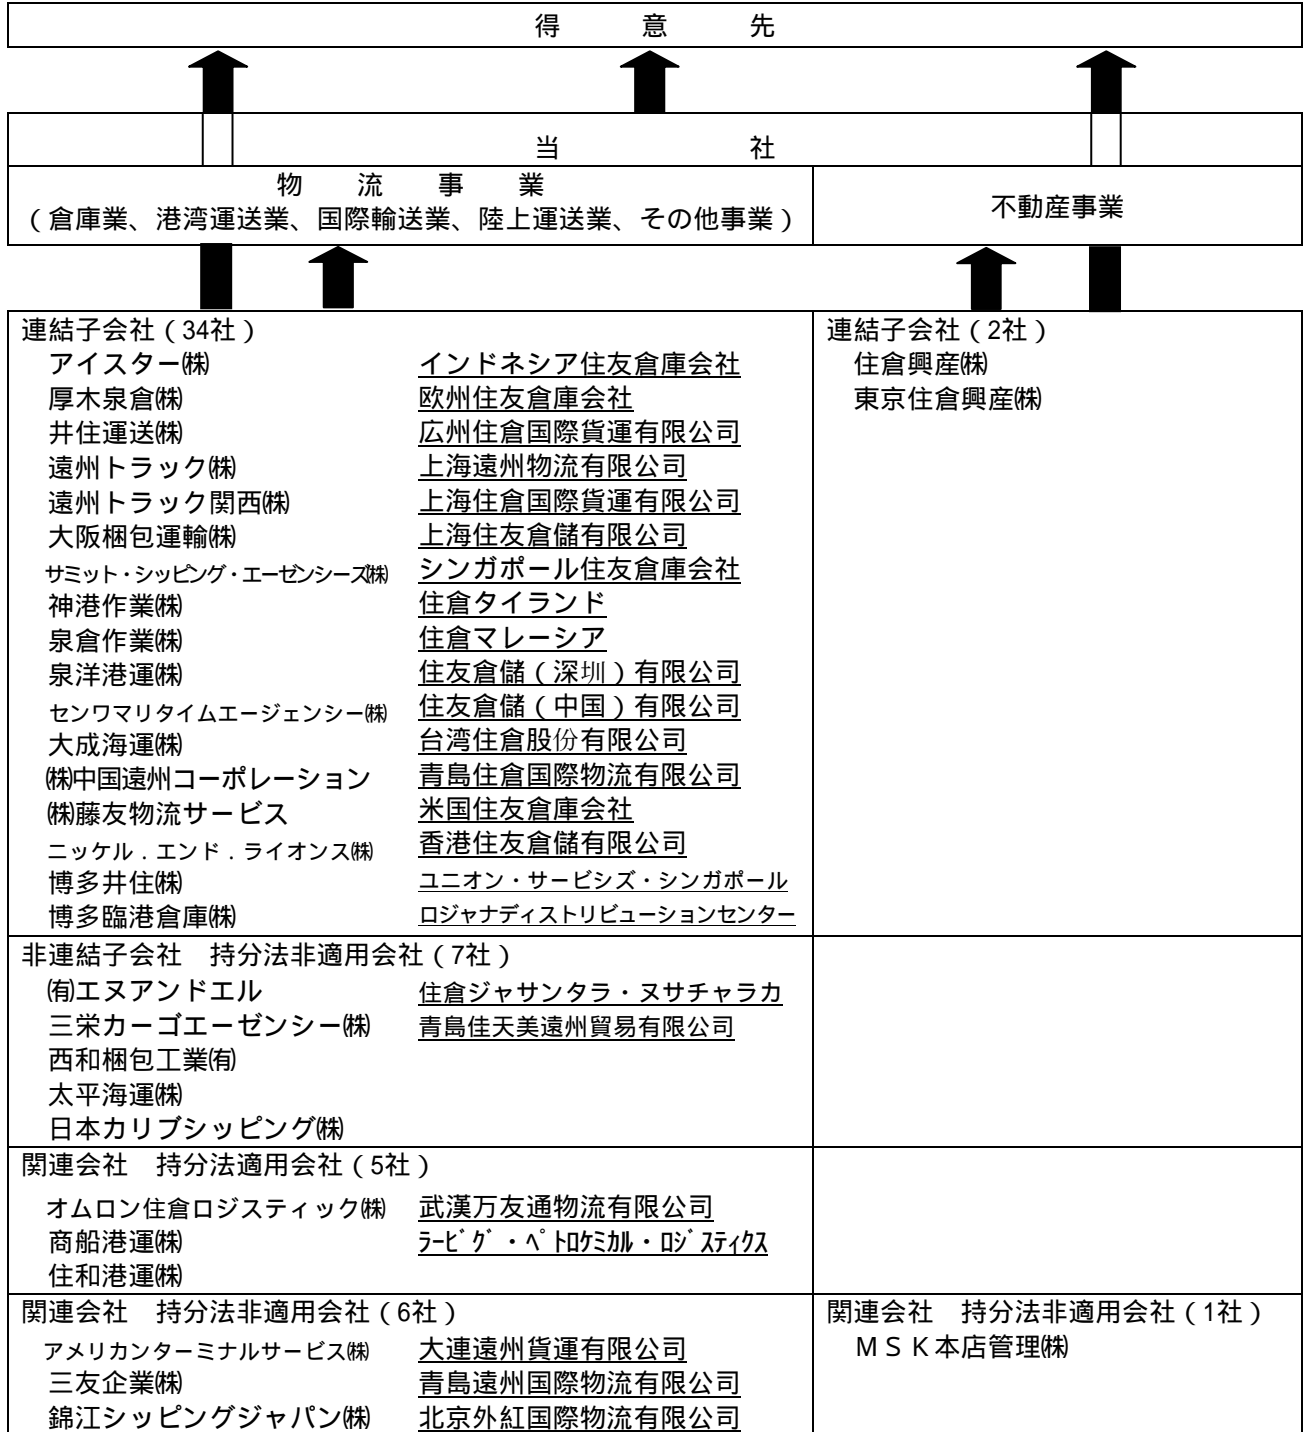 得　意　先
当　社
物　流　事　業
（倉庫業、港湾運送業、国際輸送業、陸上運送業、その他事業）
不動産事業
連結子会社（34社）
アイスター㈱　インドネシア住友倉庫会社
厚木泉倉㈱　欧州住友倉庫会社
井住運送㈱　広州住倉国際貨運有限公司
遠州トラック㈱　上海遠州物流有限公司
遠州トラック関西㈱　上海住倉国際貨運有限公司
大阪梱包運輸㈱　上海住友倉儲有限公司
サミット・シッピング・エーゼンシーズ㈱　シンガポール住友倉庫会社
神港作業㈱　住倉タイランド
泉倉作業㈱　住倉マレーシア
泉洋港運㈱　住友倉儲（深圳）有限公司
センワマリタイムエージェンシー㈱　住友倉儲（中国）有限公司
大成海運㈱　台湾住倉股份有限公司
㈱中国遠州コーポレーション　青島住倉国際物流有限公司
㈱藤友物流サービス　米国住友倉庫会社
ニッケル．エンド．ライオンス㈱　香港住友倉儲有限公司
博多井住㈱　ユニオン・サービシズ・シンガポール
博多臨港倉庫㈱　ロジャナディストリビューションセンター
連結子会社（2社）
住倉興産㈱
東京住倉興産㈱
非連結子会社　持分法非適用会社（7社）
㈲エヌアンドエル　住倉ジャサンタラ・ヌサチャラカ
三栄カーゴエーゼンシー㈱　青島佳天美遠州貿易有限公司
西和梱包工業㈲
太平海運㈱
日本カリブシッピング㈱
関連会社　持分法適用会社（5社）
オムロン住倉ロジスティック㈱　武漢万友通物流有限公司
商船港運㈱　ﾗｰﾋﾞｸﾞ・ﾍﾟﾄﾛｹﾐｶﾙ・ﾛｼﾞｽﾃｨｸｽ
住和港運㈱
関連会社　持分法非適用会社（6社）
アメリカンターミナルサービス㈱　大連遠州貨運有限公司
三友企業㈱　青島遠州国際物流有限公司
錦江シッピングジャパン㈱　北京外紅国際物流有限公司
関連会社　持分法非適用会社（1社）
ＭＳＫ本店管理㈱